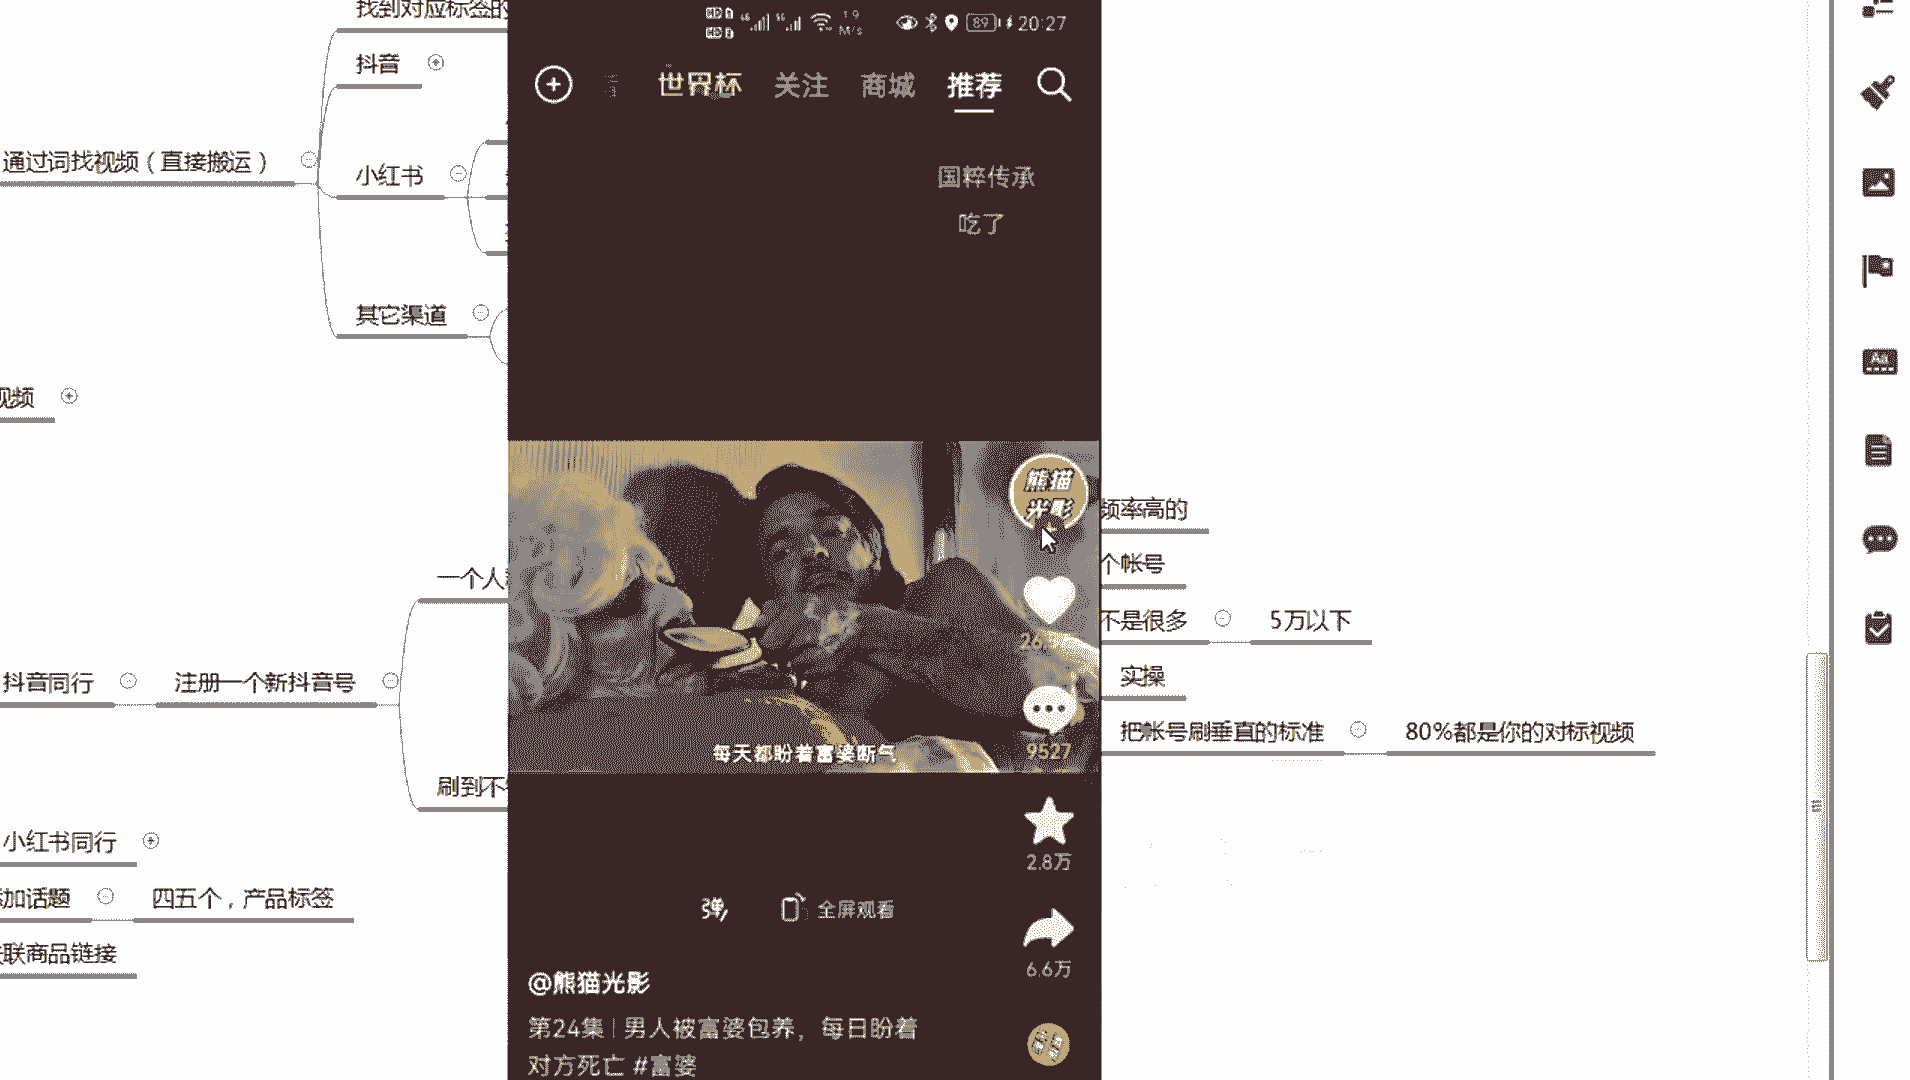 找到对应标签的
抖音
通过词找视频（直接搬运）
小红书
其它渠道
视频
一个人
抖音同行
注册一个新抖音号
刷到不
小红书同行
加话题
四五个，产品标签
联商品链接
HD 1
HD 2
1.9
M/s
89
20:27
世界杯
关注
商城
推荐
国粹传承
吃了
熊猫
光影
每天都盼着富婆断气
9527
2.8万
6.6万
弹
全屏观看
@熊猫光影
第24集 | 男人被富婆包养，每日盼着
对方死亡 #富婆
频率高的
个帐号
不是很多
5万以下
实操
把帐号刷垂直的标准
80%都是你的对标视频
Aa